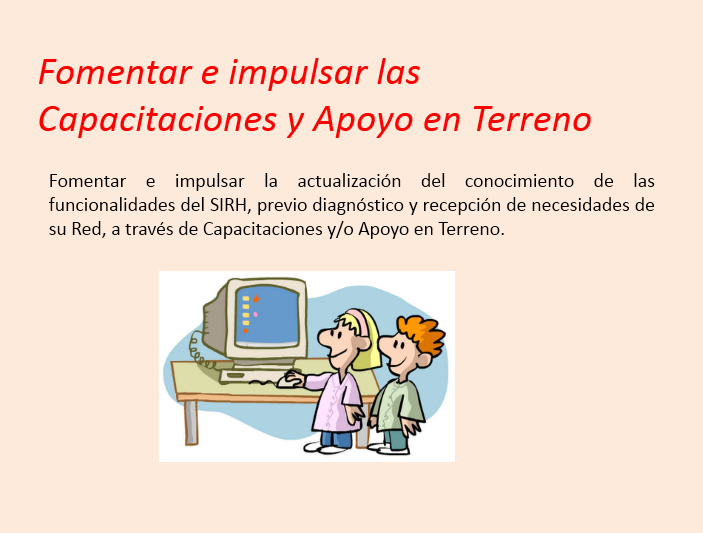 Fomentar e impulsar las
Capacitaciones y Apoyo en Terreno
Fomentar e impulsar la actualización del conocimiento de las
funcionalidades del SIRH, previo diagnóstico y recepción de necesidades de
su Red, a través de Capacitaciones y/o Apoyo en Terreno.